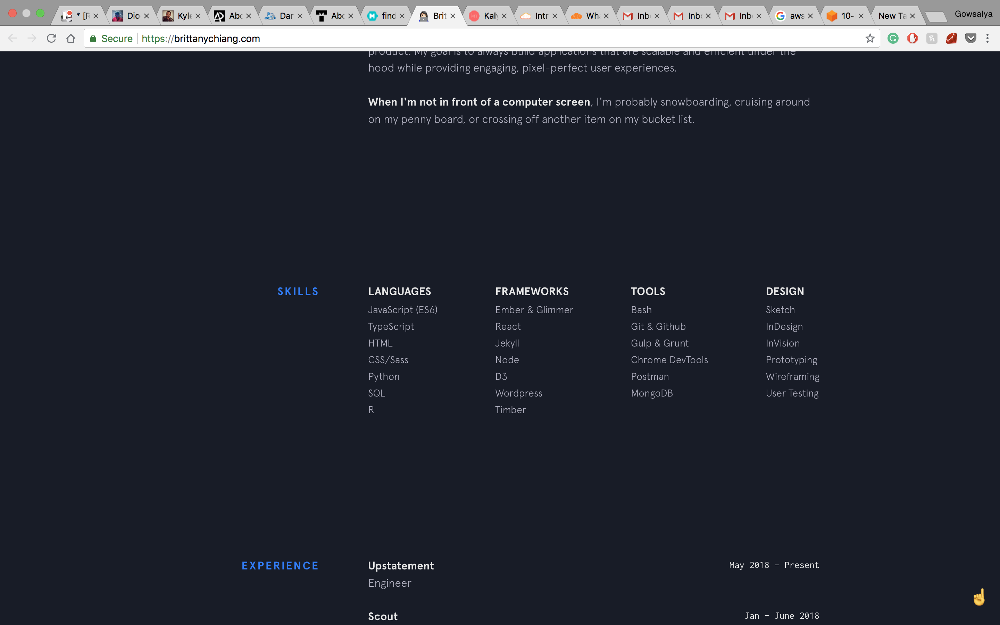 * [R Dio Kyle Abo Dar Abo find Brit Kaly Intr Wha Inb Inbo Inb aws 10- New Ta Gowsalya
Secure https://brittanychiang.com
product. My goal is to always build applications that are scalable and efficient under the
hood while providing engaging, pixel-perfect user experiences.
When I'm not in front of a computer screen, I'm probably snowboarding, cruising around
on my penny board, or crossing off another item on my bucket list.
SKILLS LANGUAGES FRAMEWORKS TOOLS DESIGN
JavaScript (ES6) Ember & Glimmer Bash Sketch
TypeScript React Git & Github InDesign
HTML Jekyll Gulp & Grunt InVision
CSS/Sass Node Chrome DevTools Prototyping
Python D3 Postman Wireframing
SQL Wordpress MongoDB User Testing
R Timber
EXPERIENCE Upstatement May 2018 - Present
Engineer
Scout Jan - June 2018